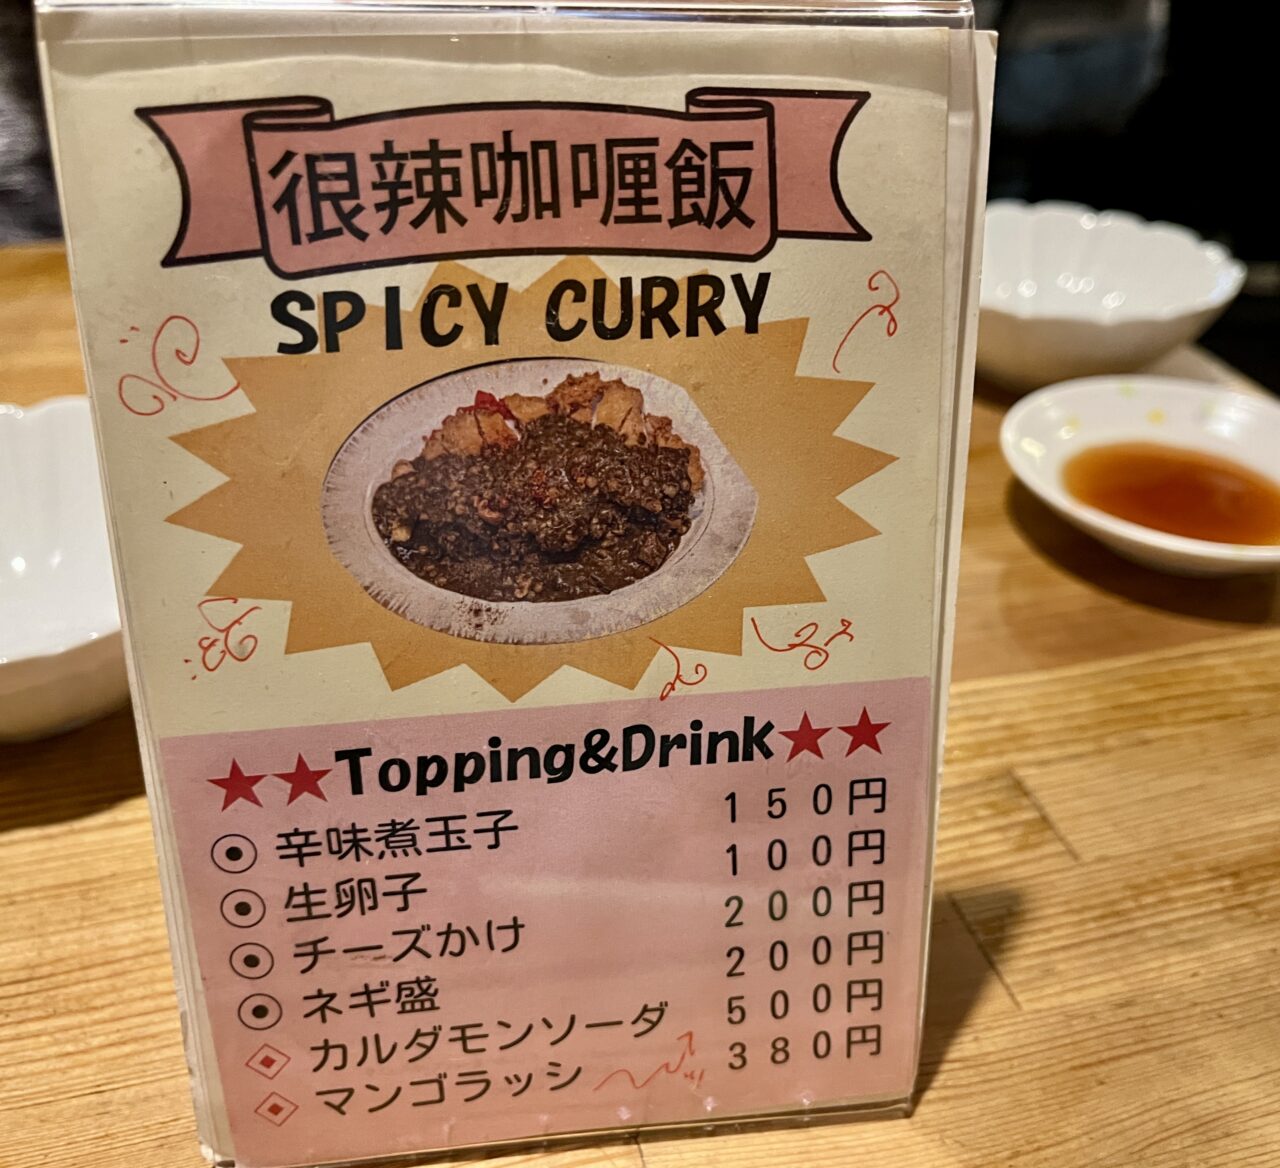 很辣咖喱飯
SPICY CURRY
★★Topping&Drink★★
辛味煮玉子 150円
生卵子 100円
チーズかけ 200円
ネギ盛 200円
カルダモンソーダ 500円
マンゴラッシ 380円